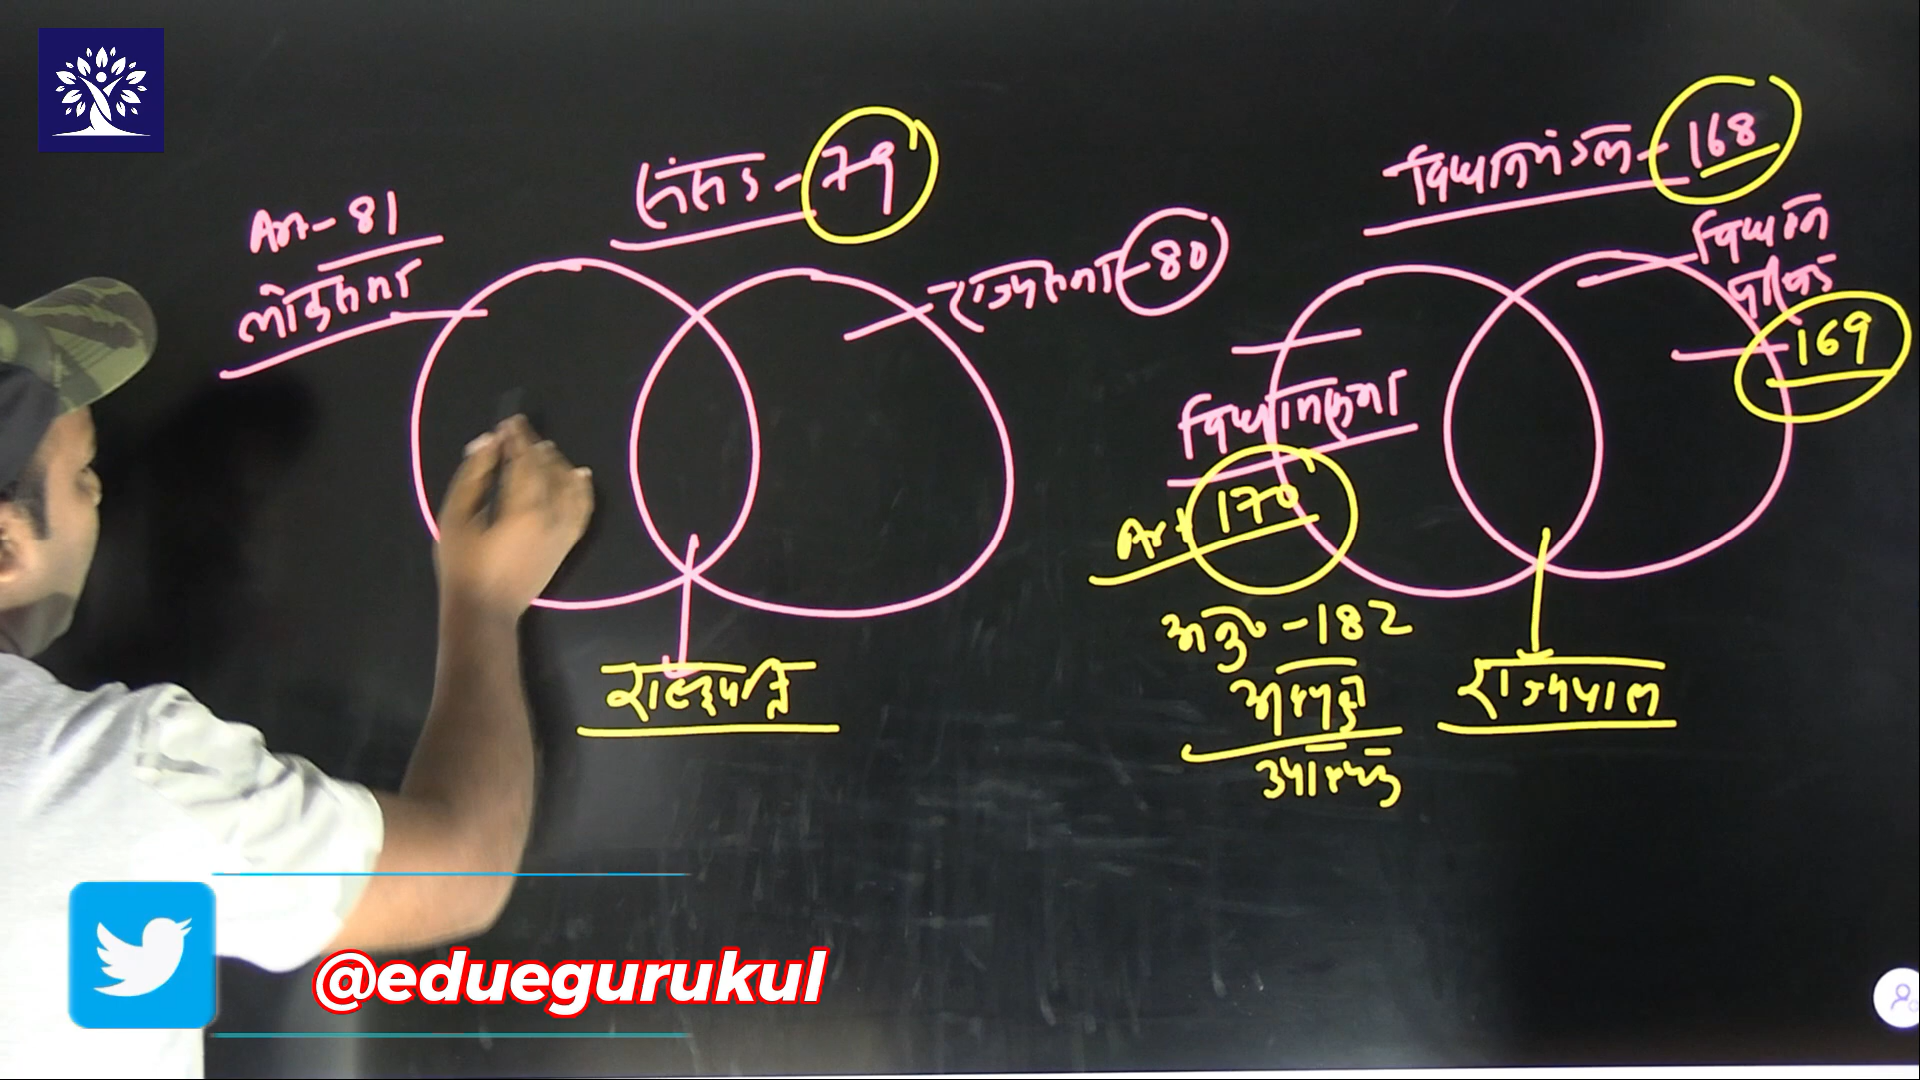 Art-81
लोकसभा
संसद-79
राज्यसभा-80
राष्ट्रपति
विधानमंडल-168
विधान
परिषद
169
विधानसभा
Art 170
अनु०-182
अध्यक्ष
उपाध्यक्ष
राज्यपाल
@eduegurukul